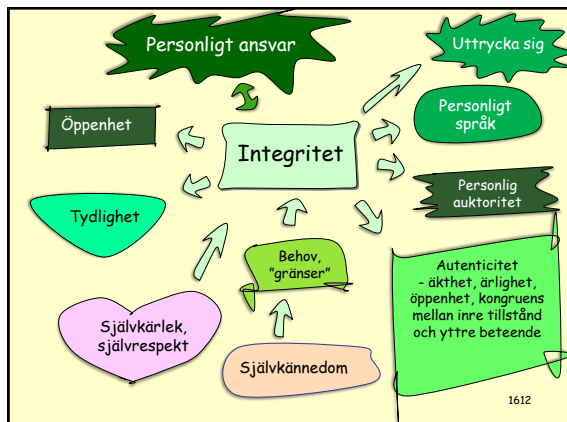 Personligt ansvar
Uttrycka sig
Öppenhet
Personligt
språk
Integritet
Personlig
auktoritet
Tydlighet
Behov,
"gränser"
Autenticitet
- äkthet, ärlighet,
öppenhet, kongruens
mellan inre tillstånd
och yttre beteende
Självkärlek,
självrespekt
Självkännedom
1612